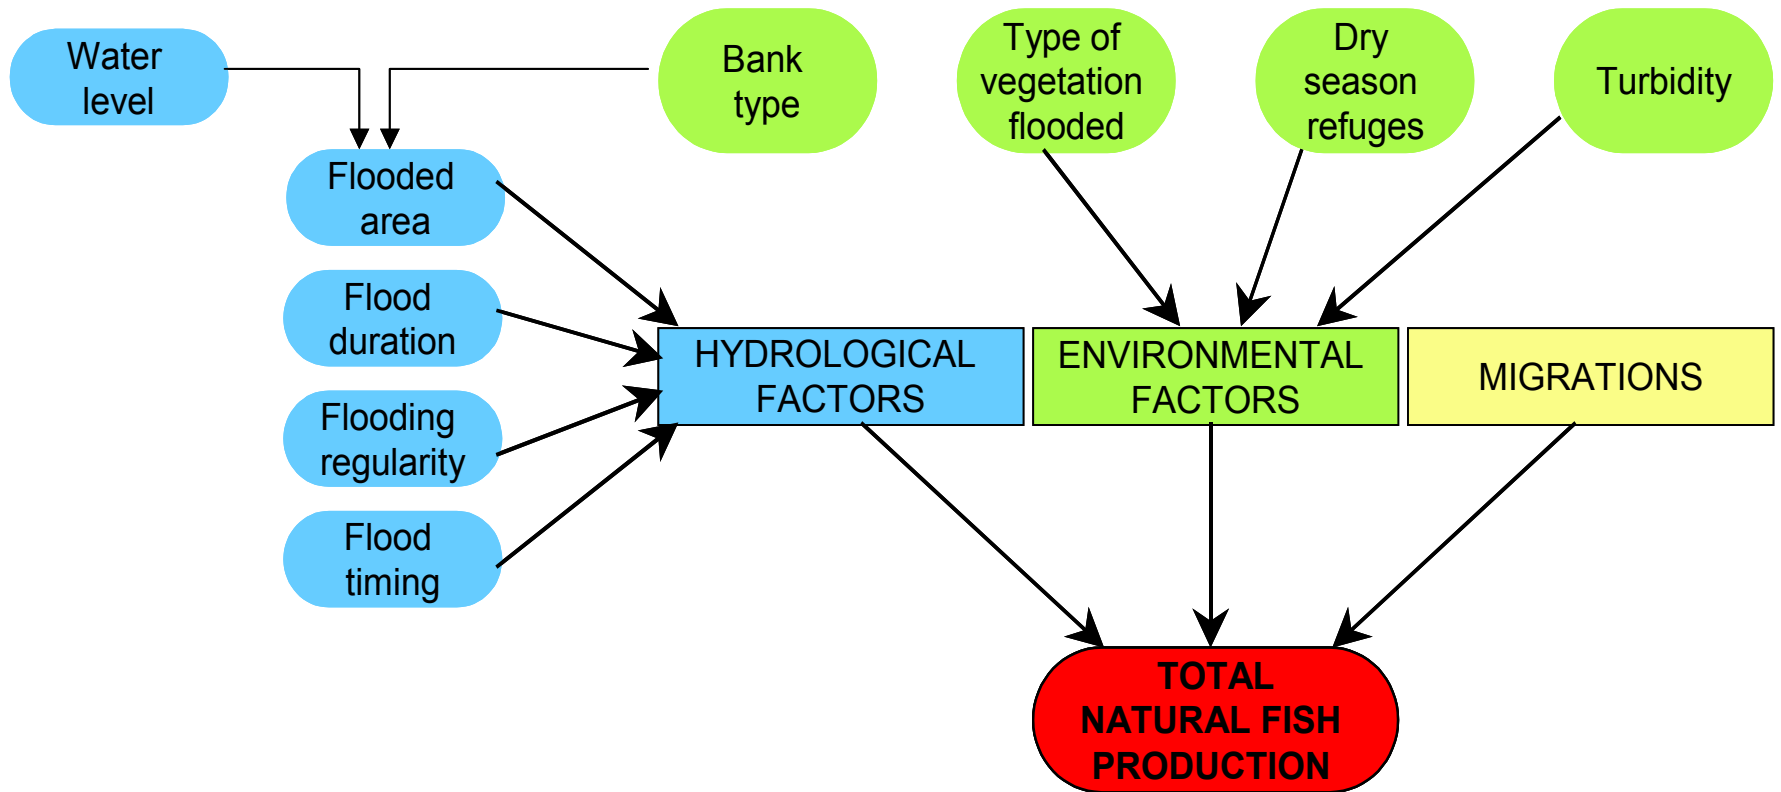 Water
level
Bank
type
Type of
vegetation
flooded
Dry
season
refuges
Turbidity
Flooded
area
Flood
duration
Flooding
regularity
Flood
timing
HYDROLOGICAL
FACTORS
ENVIRONMENTAL
FACTORS
MIGRATIONS
TOTAL
NATURAL FISH
PRODUCTION